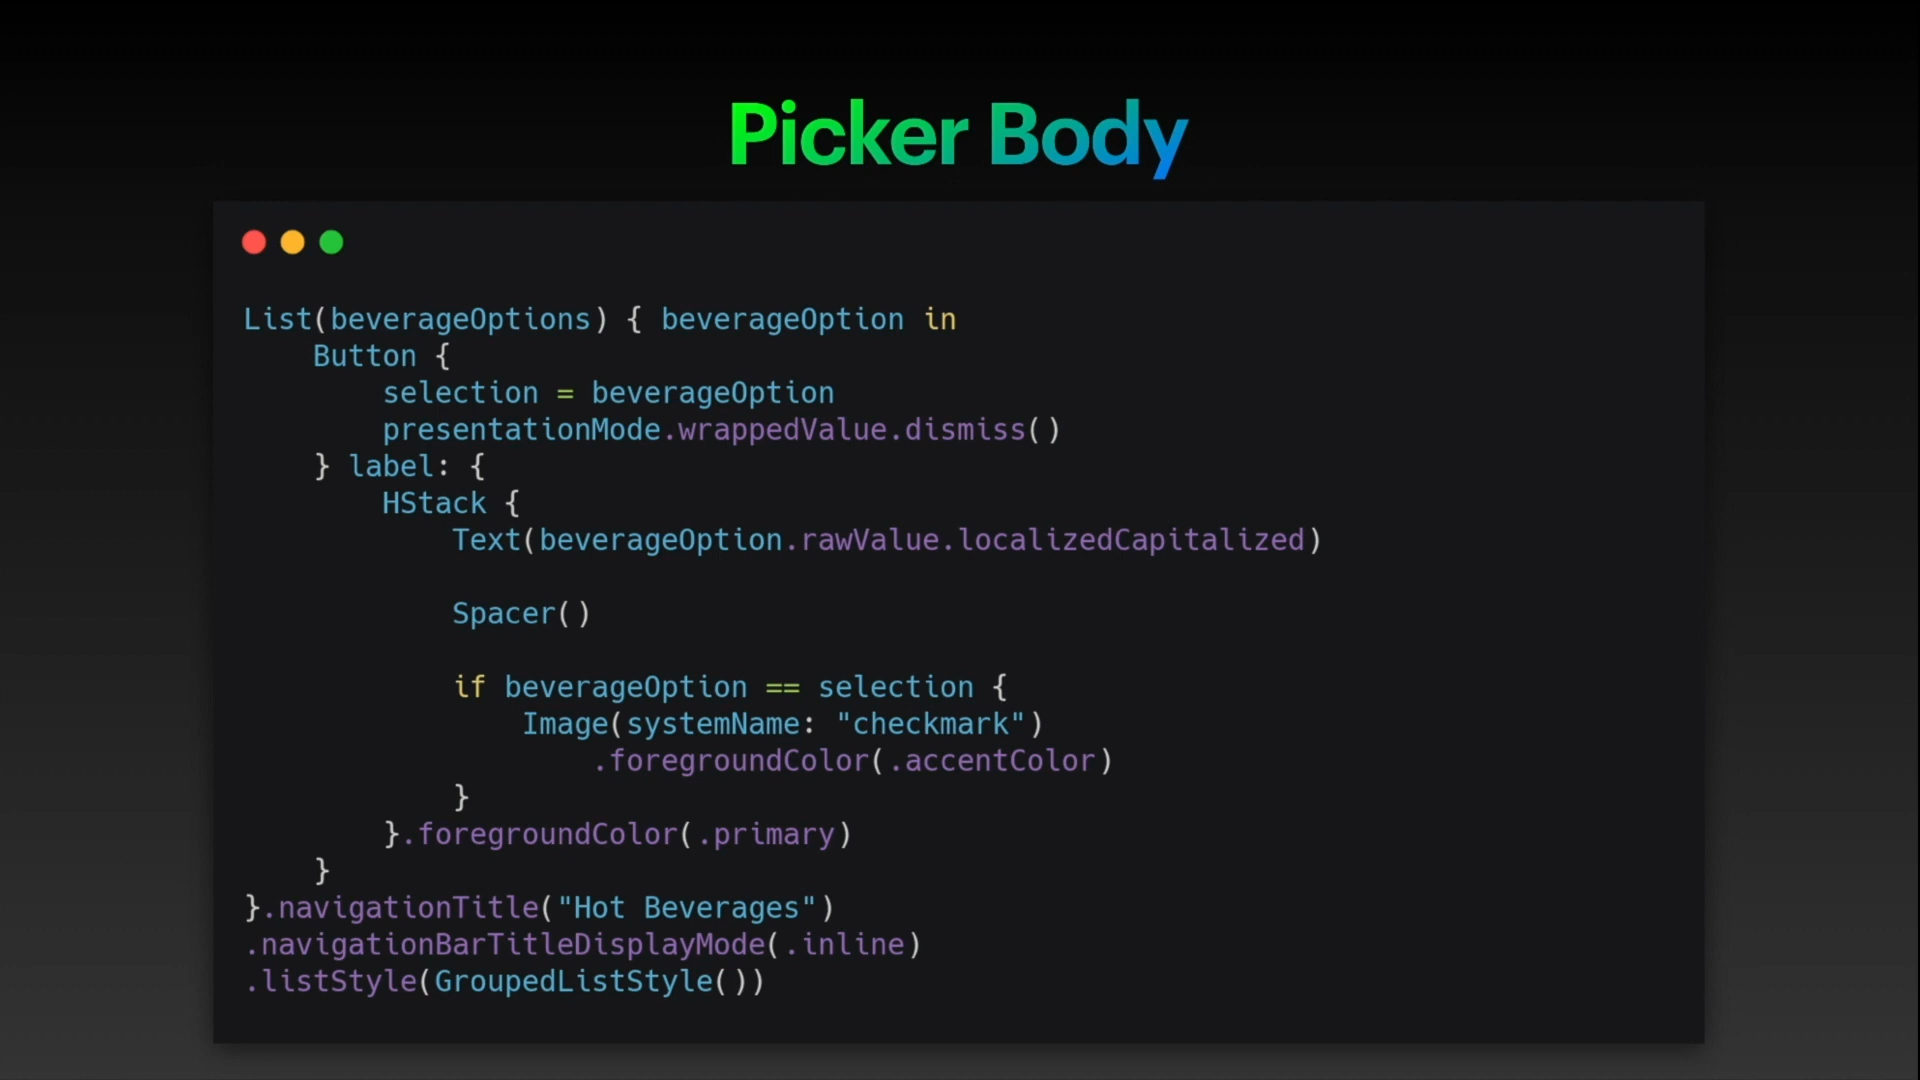 Picker Body
List(beverageOptions) { beverageOption in
    Button {
        selection = beverageOption
        presentationMode.wrappedValue.dismiss()
    } label: {
        HStack {
            Text(beverageOption.rawValue.localizedCapitalized)
            Spacer()
            if beverageOption == selection {
                Image(systemName: "checkmark")
                    .foregroundColor(.accentColor)
            }
        }.foregroundColor(.primary)
    }
}.navigationTitle("Hot Beverages")
.navigationBarTitleDisplayMode(.inline)
.listStyle(GroupedListStyle())